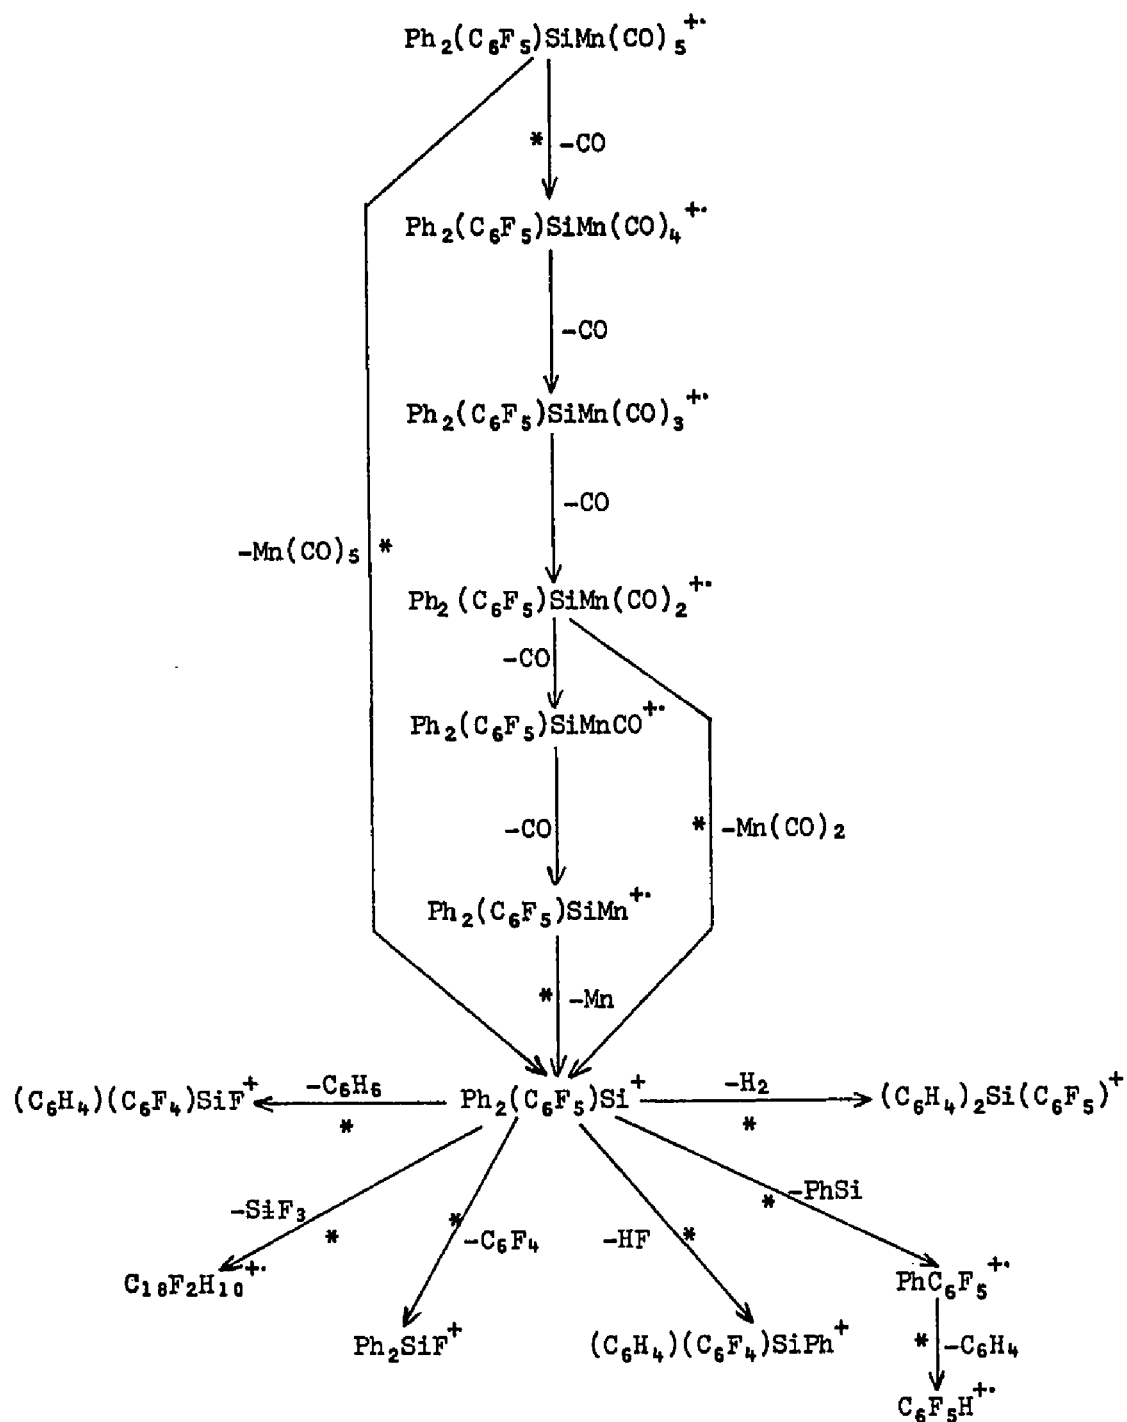 Ph₂(C₆F₅)SiMn(CO)₅⁺·
* -CO
Ph₂(C₆F₅)SiMn(CO)₄⁺·
-CO
Ph₂(C₆F₅)SiMn(CO)₃⁺·
-CO
-Mn(CO)₅ *
Ph₂(C₆F₅)SiMn(CO)₂⁺·
-CO
Ph₂(C₆F₅)SiMnCO⁺·
-CO
* -Mn(CO)₂
Ph₂(C₆F₅)SiMn⁺·
* -Mn
(C₆H₄)(C₆F₄)SiF⁺ -C₆H₆ * Ph₂(C₆F₅)Si⁺ -H₂ * (C₆H₄)₂Si(C₆F₅)⁺
-SiF₃ * * -C₆F₄ -HF * * -PhSi
C₁₈F₂H₁₀⁺·
PhC₆F₅⁺·
Ph₂SiF⁺
(C₆H₄)(C₆F₄)SiPh⁺
* -C₆H₄
C₆F₅H⁺·